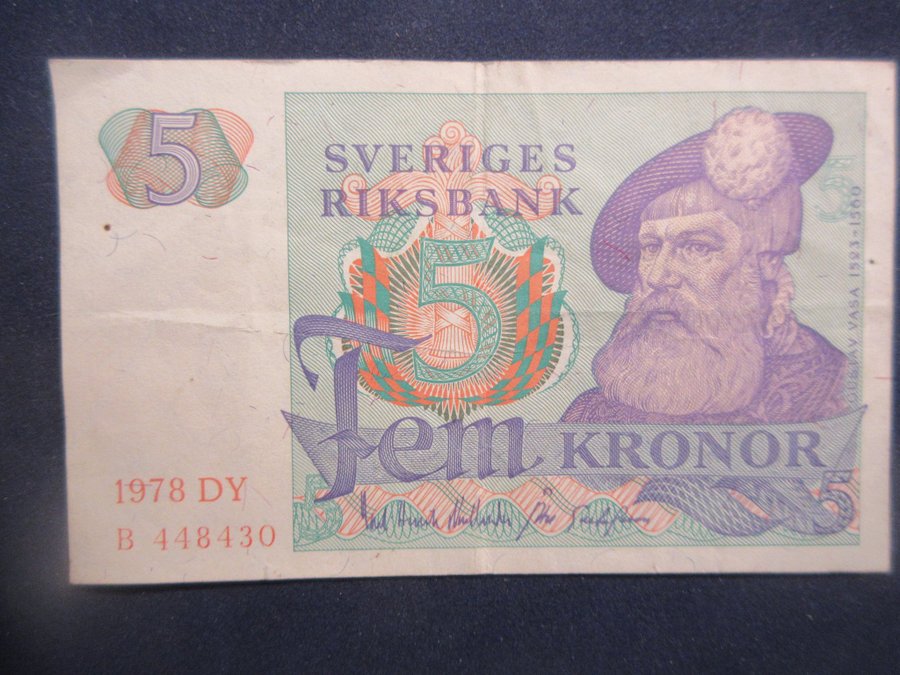 5
SVERIGES
RIKSBANK
5
5
GUSTAV VASA 1523-1560
Fem KRONOR
1978 DY
B 448430
5
5